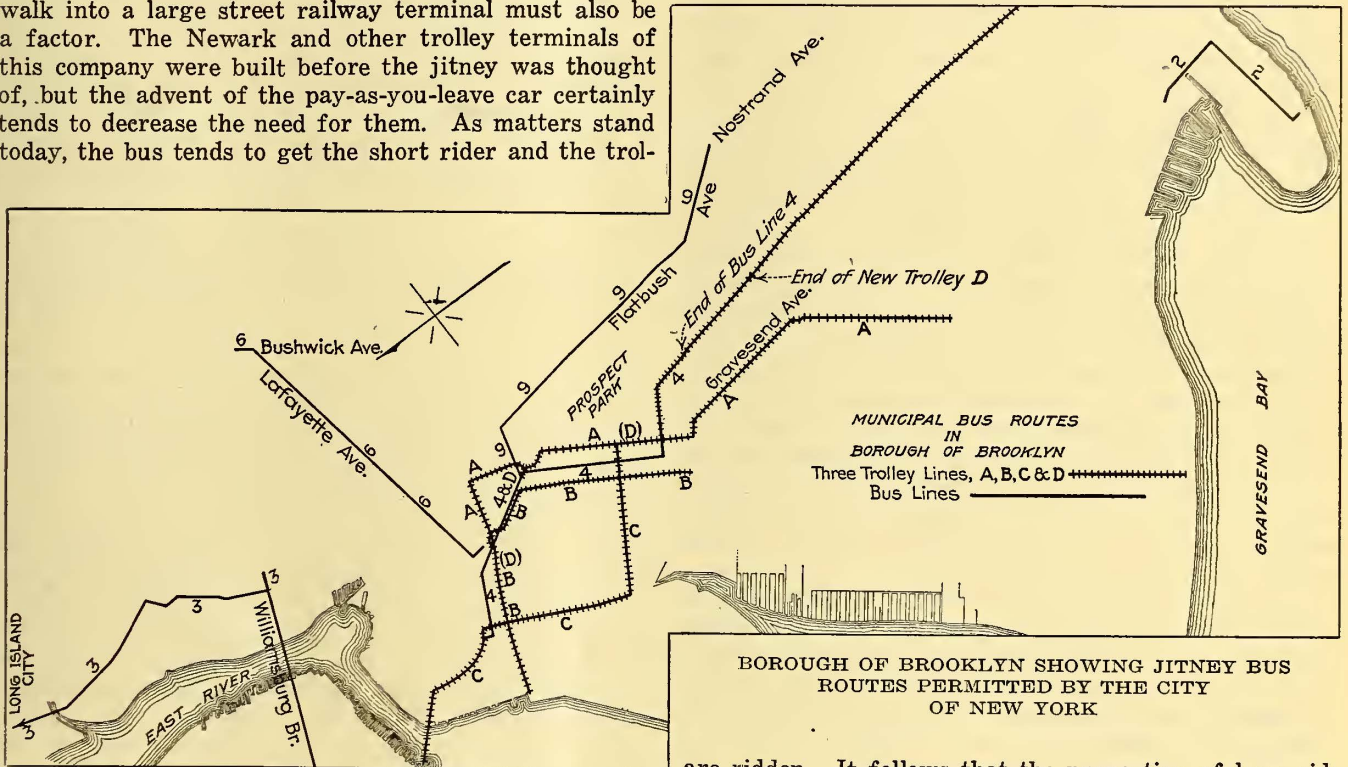 walk into a large street railway terminal must also be
a factor. The Newark and other trolley terminals of
this company were built before the jitney was thought
of, but the advent of the pay-as-you-leave car certainly
tends to decrease the need for them. As matters stand
today, the bus tends to get the short rider and the trol-
Nostrand Ave.
9
Ave
9
Flatbush
9
9
End of Bus Line 4
End of New Trolley D
Gravesend Ave.
A
A
4
PROSPECT
PARK
2
2
6
Bushwick Ave.
Lafayette Ave.
6
6
A
(D)
A
A
4&D
4
B
B
B
C
(D)
B
4
B
C
C
MUNICIPAL BUS ROUTES
IN
BOROUGH OF BROOKLYN
Three Trolley Lines, A, B, C & D
Bus Lines
GRAVESEND BAY
3
3
3
3
Williamsburg Br.
EAST RIVER
LONG ISLAND
CITY
BOROUGH OF BROOKLYN SHOWING JITNEY BUS
ROUTES PERMITTED BY THE CITY
OF NEW YORK
are ridden. It follows that the